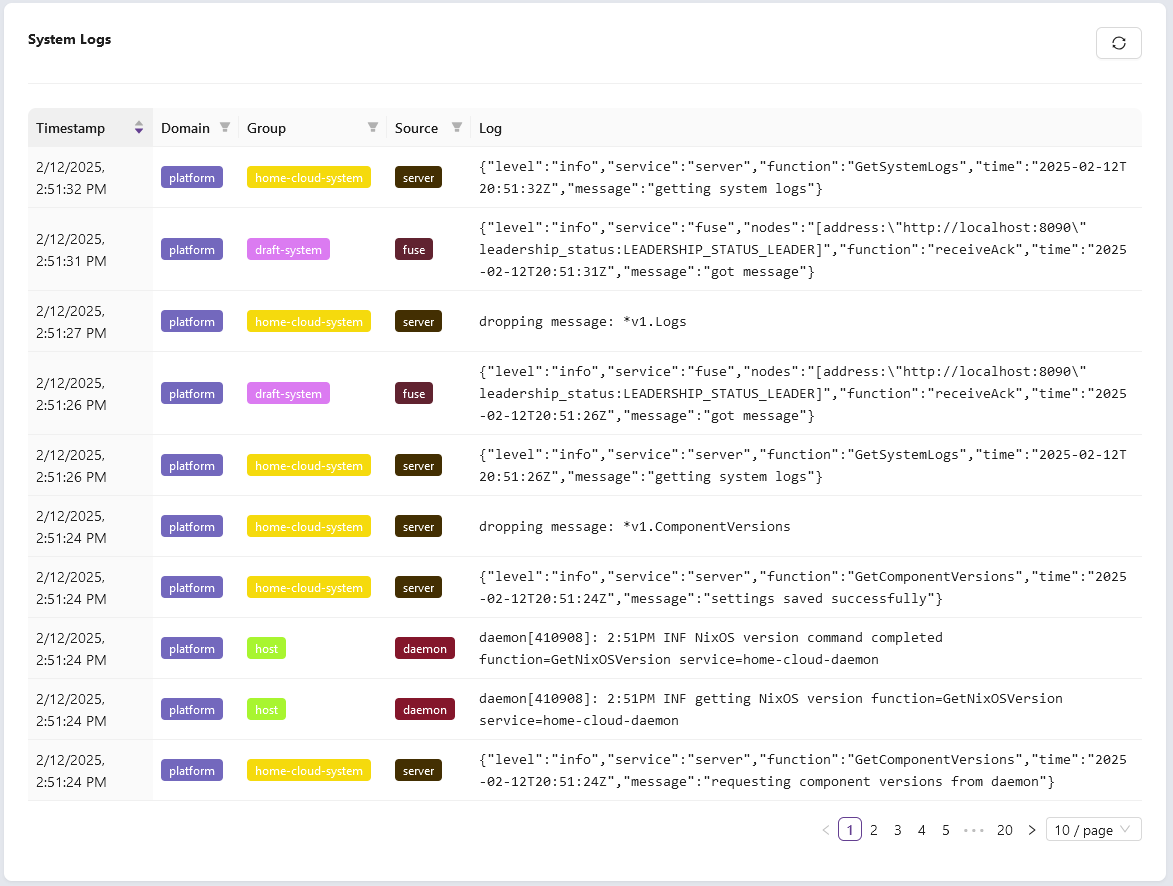 System Logs
Timestamp Domain Group Source Log
2/12/2025, 2:51:32 PM platform home-cloud-system server {"level":"info","service":"server","function":"GetSystemLogs","time":"2025-02-12T
20:51:32Z","message":"getting system logs"}
2/12/2025, 2:51:31 PM platform draft-system fuse {"level":"info","service":"fuse","nodes":"[address:\"http://localhost:8090\"
leadership_status:LEADERSHIP_STATUS_LEADER]","function":"receiveAck","time":"2025
-02-12T20:51:31Z","message":"got message"}
2/12/2025, 2:51:27 PM platform home-cloud-system server dropping message: *v1.Logs
2/12/2025, 2:51:26 PM platform draft-system fuse {"level":"info","service":"fuse","nodes":"[address:\"http://localhost:8090\"
leadership_status:LEADERSHIP_STATUS_LEADER]","function":"receiveAck","time":"2025
-02-12T20:51:26Z","message":"got message"}
2/12/2025, 2:51:26 PM platform home-cloud-system server {"level":"info","service":"server","function":"GetSystemLogs","time":"2025-02-12T
20:51:26Z","message":"getting system logs"}
2/12/2025, 2:51:24 PM platform home-cloud-system server dropping message: *v1.ComponentVersions
2/12/2025, 2:51:24 PM platform home-cloud-system server {"level":"info","service":"server","function":"GetComponentVersions","time":"2025
-02-12T20:51:24Z","message":"settings saved successfully"}
2/12/2025, 2:51:24 PM platform host daemon daemon[410908]: 2:51PM INF NixOS version command completed
function=GetNixOSVersion service=home-cloud-daemon
2/12/2025, 2:51:24 PM platform host daemon daemon[410908]: 2:51PM INF getting NixOS version function=GetNixOSVersion
service=home-cloud-daemon
2/12/2025, 2:51:24 PM platform home-cloud-system server {"level":"info","service":"server","function":"GetComponentVersions","time":"2025
-02-12T20:51:24Z","message":"requesting component versions from daemon"}
1 2 3 4 5 ••• 20 10 / page